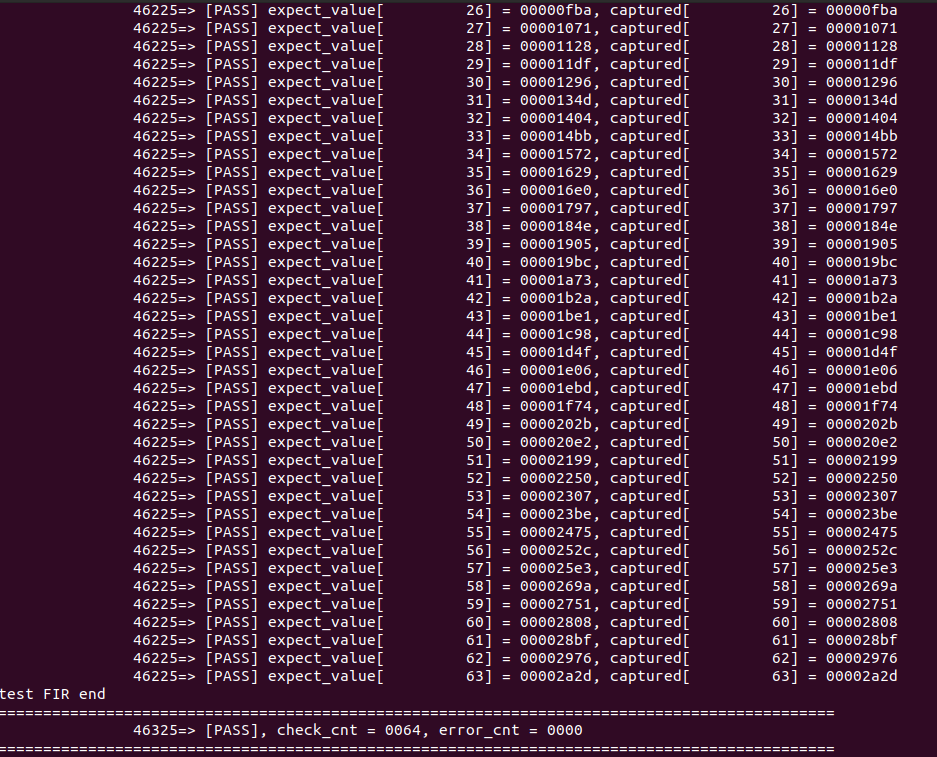 46225=> [PASS] expect_value[         26] = 00000fba, captured[         26] = 00000fba
46225=> [PASS] expect_value[         27] = 00001071, captured[         27] = 00001071
46225=> [PASS] expect_value[         28] = 00001128, captured[         28] = 00001128
46225=> [PASS] expect_value[         29] = 000011df, captured[         29] = 000011df
46225=> [PASS] expect_value[         30] = 00001296, captured[         30] = 00001296
46225=> [PASS] expect_value[         31] = 0000134d, captured[         31] = 0000134d
46225=> [PASS] expect_value[         32] = 00001404, captured[         32] = 00001404
46225=> [PASS] expect_value[         33] = 000014bb, captured[         33] = 000014bb
46225=> [PASS] expect_value[         34] = 00001572, captured[         34] = 00001572
46225=> [PASS] expect_value[         35] = 00001629, captured[         35] = 00001629
46225=> [PASS] expect_value[         36] = 000016e0, captured[         36] = 000016e0
46225=> [PASS] expect_value[         37] = 00001797, captured[         37] = 00001797
46225=> [PASS] expect_value[         38] = 0000184e, captured[         38] = 0000184e
46225=> [PASS] expect_value[         39] = 00001905, captured[         39] = 00001905
46225=> [PASS] expect_value[         40] = 000019bc, captured[         40] = 000019bc
46225=> [PASS] expect_value[         41] = 00001a73, captured[         41] = 00001a73
46225=> [PASS] expect_value[         42] = 00001b2a, captured[         42] = 00001b2a
46225=> [PASS] expect_value[         43] = 00001be1, captured[         43] = 00001be1
46225=> [PASS] expect_value[         44] = 00001c98, captured[         44] = 00001c98
46225=> [PASS] expect_value[         45] = 00001d4f, captured[         45] = 00001d4f
46225=> [PASS] expect_value[         46] = 00001e06, captured[         46] = 00001e06
46225=> [PASS] expect_value[         47] = 00001ebd, captured[         47] = 00001ebd
46225=> [PASS] expect_value[         48] = 00001f74, captured[         48] = 00001f74
46225=> [PASS] expect_value[         49] = 0000202b, captured[         49] = 0000202b
46225=> [PASS] expect_value[         50] = 000020e2, captured[         50] = 000020e2
46225=> [PASS] expect_value[         51] = 00002199, captured[         51] = 00002199
46225=> [PASS] expect_value[         52] = 00002250, captured[         52] = 00002250
46225=> [PASS] expect_value[         53] = 00002307, captured[         53] = 00002307
46225=> [PASS] expect_value[         54] = 000023be, captured[         54] = 000023be
46225=> [PASS] expect_value[         55] = 00002475, captured[         55] = 00002475
46225=> [PASS] expect_value[         56] = 0000252c, captured[         56] = 0000252c
46225=> [PASS] expect_value[         57] = 000025e3, captured[         57] = 000025e3
46225=> [PASS] expect_value[         58] = 0000269a, captured[         58] = 0000269a
46225=> [PASS] expect_value[         59] = 00002751, captured[         59] = 00002751
46225=> [PASS] expect_value[         60] = 00002808, captured[         60] = 00002808
46225=> [PASS] expect_value[         61] = 000028bf, captured[         61] = 000028bf
46225=> [PASS] expect_value[         62] = 00002976, captured[         62] = 00002976
46225=> [PASS] expect_value[         63] = 00002a2d, captured[         63] = 00002a2d
test FIR end
=============================================================================================
46325=> [PASS], check_cnt = 0064, error_cnt = 0000
=============================================================================================